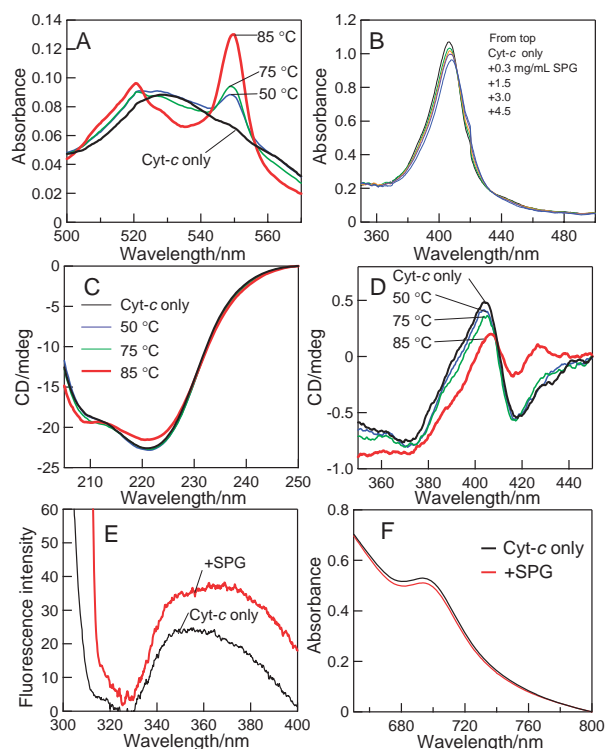 A
85 °C
75 °C
50 °C
Cyt-c only
Absorbance
0.14
0.12
0.10
0.08
0.06
0.04
0.02
0.00
500
520
540
560
Wavelength/nm
B
From top
Cyt-c only
+0.3 mg/mL SPG
+1.5
+3.0
+4.5
Absorbance
1.2
1.0
0.8
0.6
0.4
0.2
0.0
360
400
440
480
Wavelength/nm
C
Cyt-c only
50 °C
75 °C
85 °C
CD/mdeg
0
-5
-10
-15
-20
-25
210
220
230
240
250
Wavelength/nm
D
Cyt-c only
50 °C
75 °C
85 °C
CD/mdeg
0.5
0
-0.5
-1.0
350
400
420
440
Wavelength/nm
E
+SPG
Cyt-c only
Fluorescence intensity
60
50
40
30
20
10
0
300
320
340
360
380
400
Wavelength/nm
F
Cyt-c only
+SPG
Absorbance
0.8
0.6
0.4
0.2
0.0
680
720
760
800
Wavelength/nm